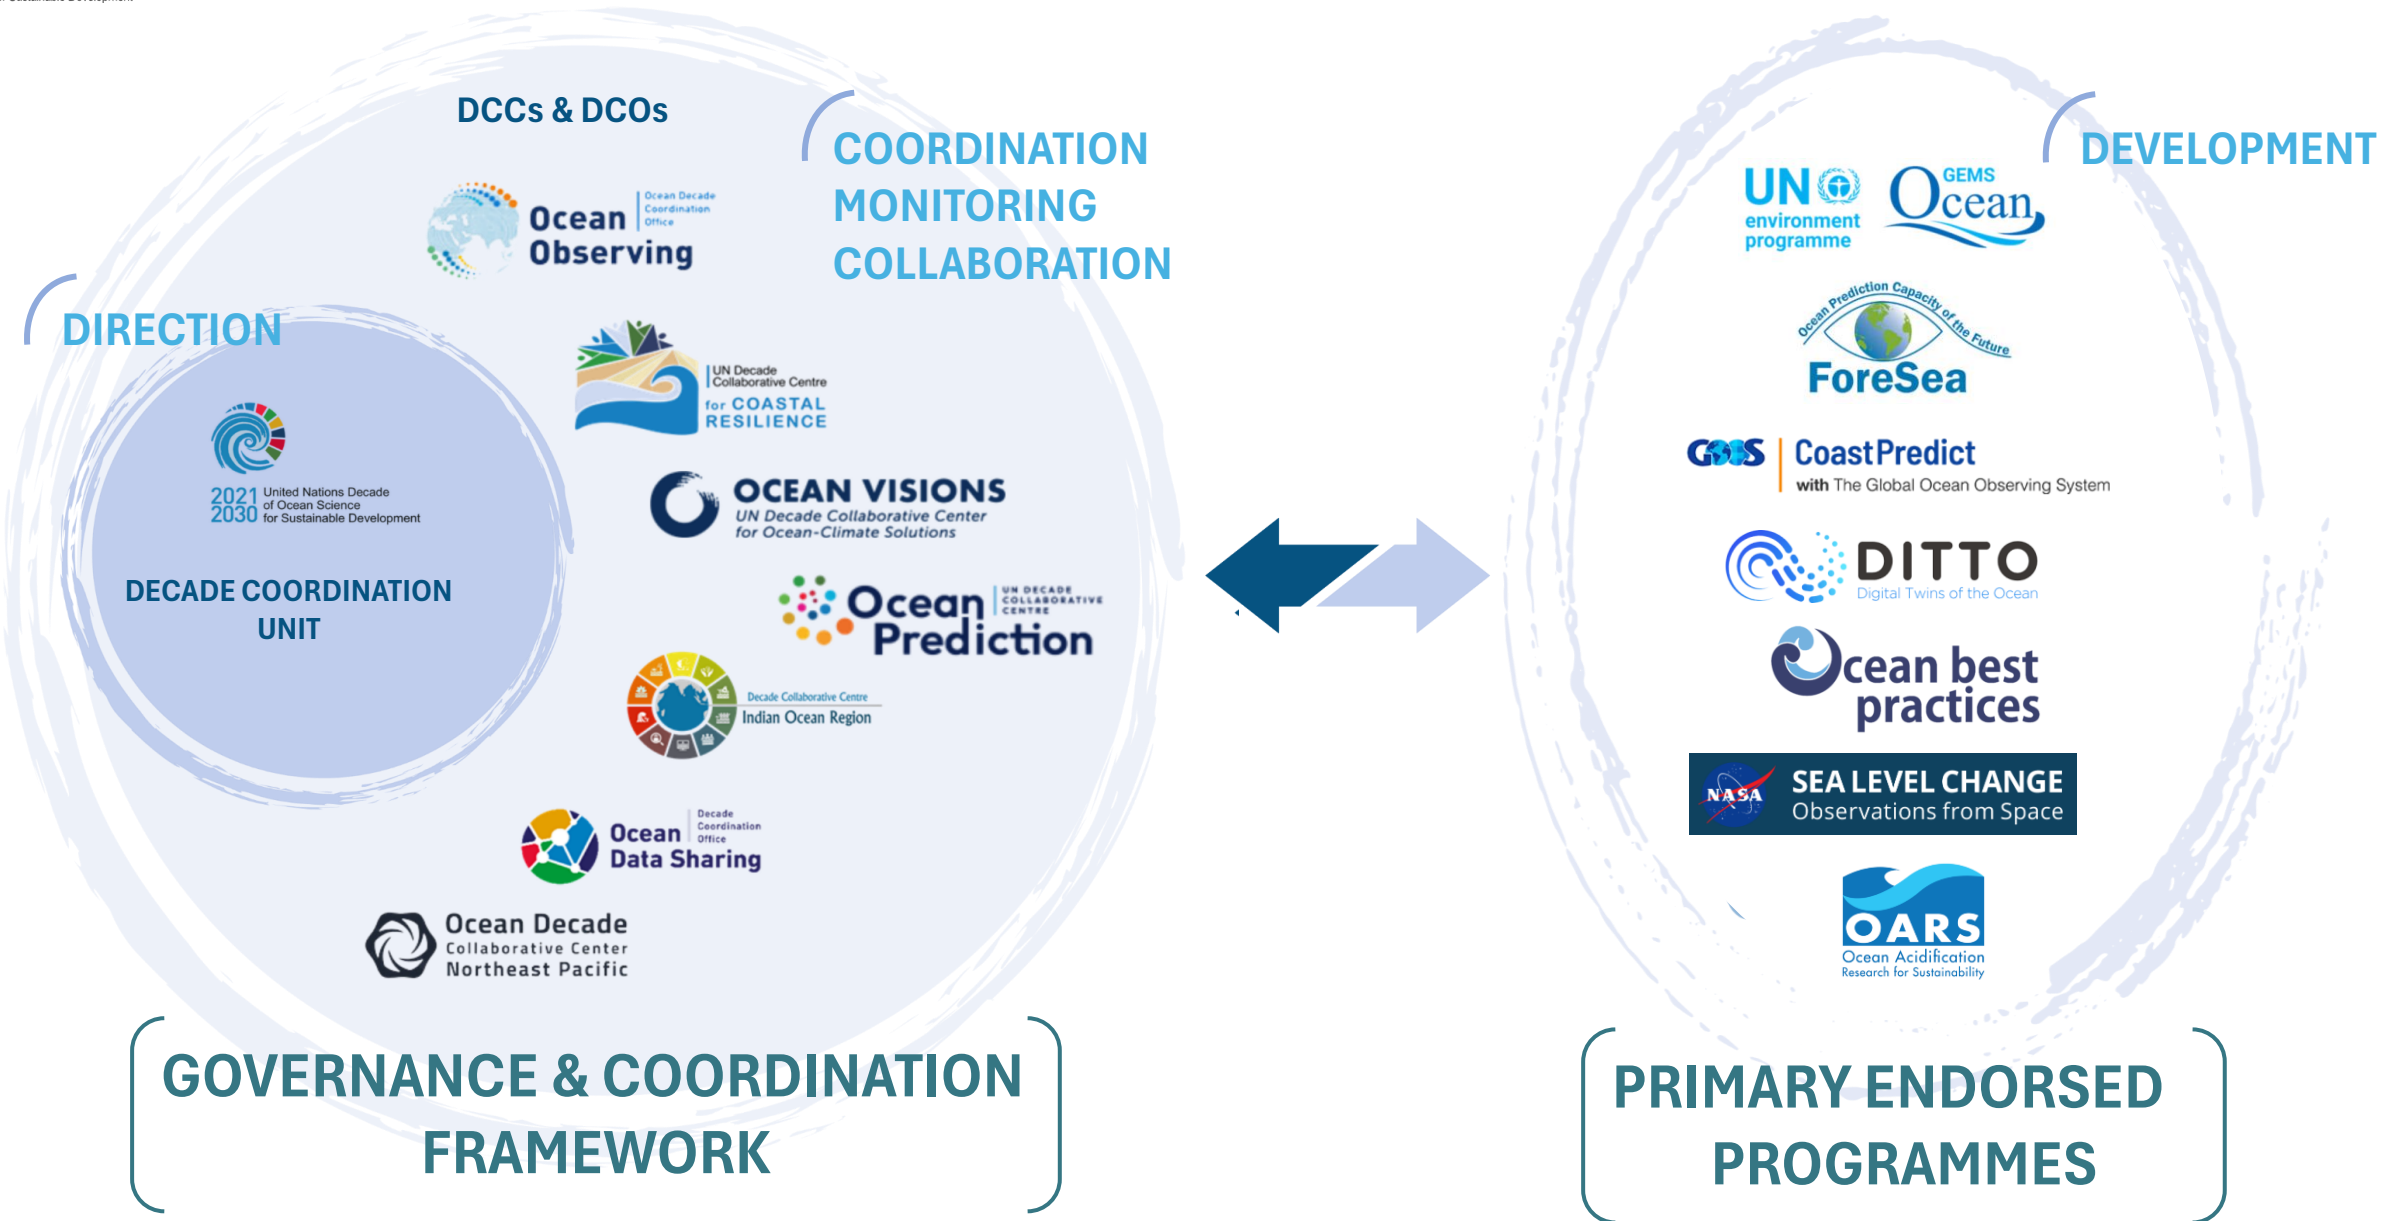 DCCs & DCOs
COORDINATION
MONITORING
COLLABORATION
Ocean
Observing
Ocean Decade
Coordination
Office
DIRECTION
UN Decade
Collaborative Centre
for COASTAL
RESILIENCE
2021
2030
United Nations Decade
of Ocean Science
for Sustainable Development
DECADE COORDINATION
UNIT
OCEAN VISIONS
UN Decade Collaborative Center
for Ocean-Climate Solutions
Ocean
Prediction
UN DECADE
COLLABORATIVE
CENTRE
Decade Collaborative Centre
Indian Ocean Region
Ocean
Data Sharing
Decade
Coordination
Office
Ocean Decade
Collaborative Center
Northeast Pacific
GOVERNANCE & COORDINATION
FRAMEWORK
DEVELOPMENT
UN
environment
programme
GEMS
Ocean
Ocean Prediction Capacity of the Future
ForeSea
GOOS
CoastPredict
with The Global Ocean Observing System
DITTO
Digital Twins of the Ocean
Ocean best
practices
NASA
SEA LEVEL CHANGE
Observations from Space
OARS
Ocean Acidification
Research for Sustainability
PRIMARY ENDORSED
PROGRAMMES